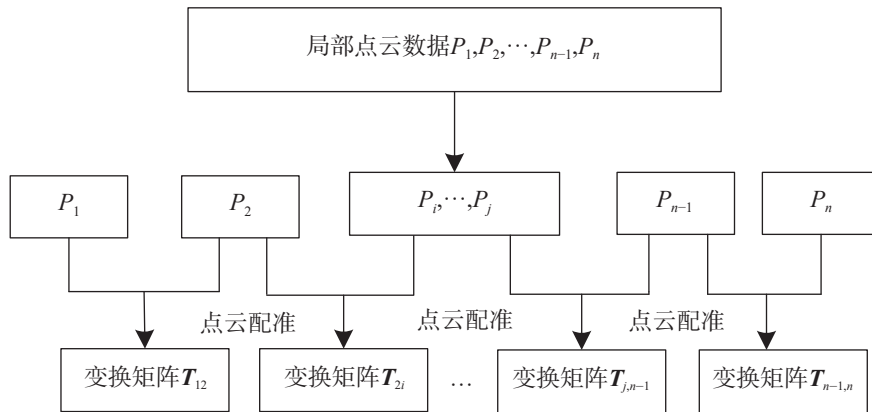 局部点云数据P₁,P₂,⋯,Pₙ₋₁,Pₙ
P₁ P₂ Pᵢ,⋯,Pⱼ Pₙ₋₁ Pₙ
点云配准 点云配准 点云配准
变换矩阵T₁₂ 变换矩阵T₂ᵢ … 变换矩阵Tⱼ,ₙ₋₁ 变换矩阵Tₙ₋₁,ₙ